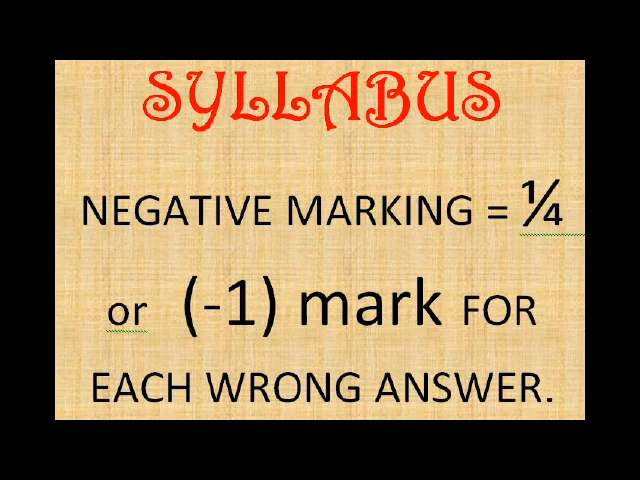 SYLLABUS
NEGATIVE MARKING = ¼
or (-1) mark FOR
EACH WRONG ANSWER.